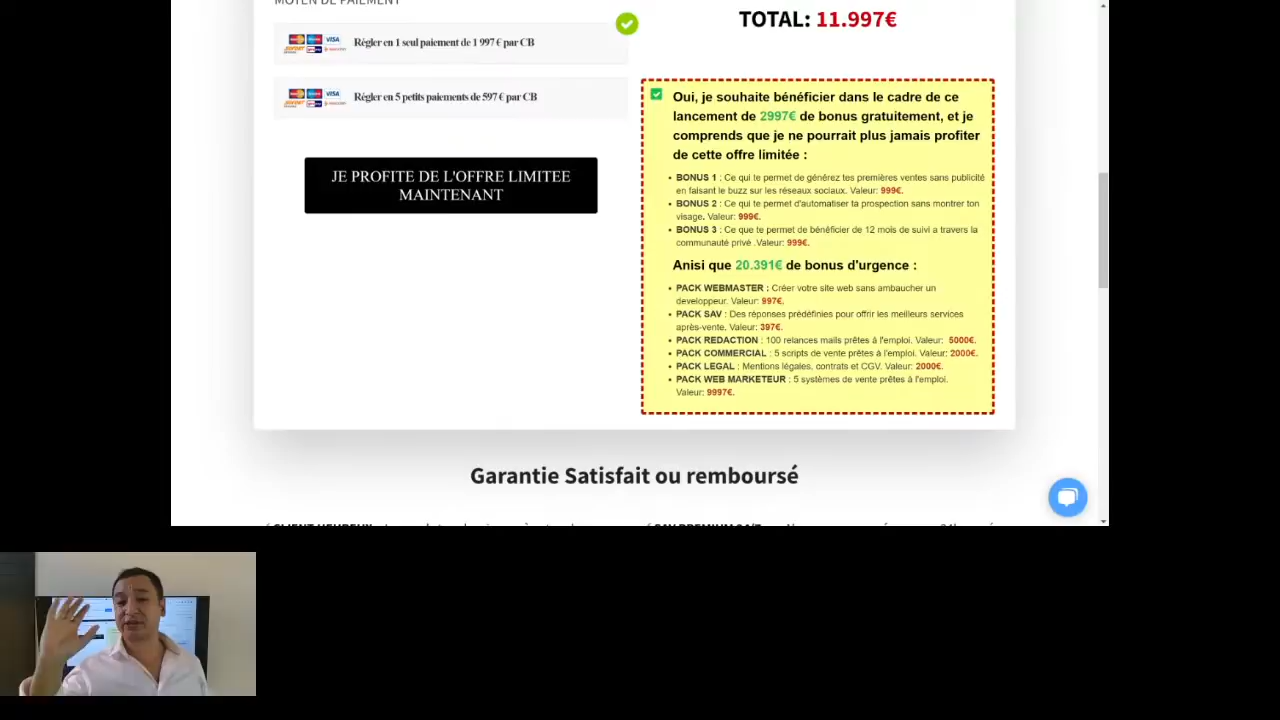 MOYEN DE PAIEMENT
Régler en 1 seul paiement de 1 997 € par CB
Régler en 5 petits paiements de 597 € par CB
JE PROFITE DE L'OFFRE LIMITEE
MAINTENANT
TOTAL: 11.997€
Oui, je souhaite bénéficier dans le cadre de ce
lancement de 2997€ de bonus gratuitement, et je
comprends que je ne pourrait plus jamais profiter
de cette offre limitée :
• BONUS 1 : Ce qui te permet de générez tes premières ventes sans publicité
en faisant le buzz sur les réseaux sociaux. Valeur: 999€.
• BONUS 2 : Ce qui te permet d'automatiser ta prospection sans montrer ton
visage. Valeur: 999€.
• BONUS 3 : Ce que te permet de bénéficier de 12 mois de suivi a travers la
communauté privé .Valeur: 999€.
Anisi que 20.391€ de bonus d'urgence :
• PACK WEBMASTER : Créer votre site web sans ambaucher un
developpeur. Valeur: 997€.
• PACK SAV : Des réponses prédéfinies pour offrir les meilleurs services
après-vente. Valeur: 397€.
• PACK REDACTION : 100 relances mails prêtes à l'emploi. Valeur: 5000€.
• PACK COMMERCIAL : 5 scripts de vente prêtes à l'emploi. Valeur: 2000€.
• PACK LEGAL : Mentions légales, contrats et CGV. Valeur: 2000€.
• PACK WEB MARKETEUR : 5 systèmes de vente prêtes à l'emploi.
Valeur: 9997€.
Garantie Satisfait ou remboursé